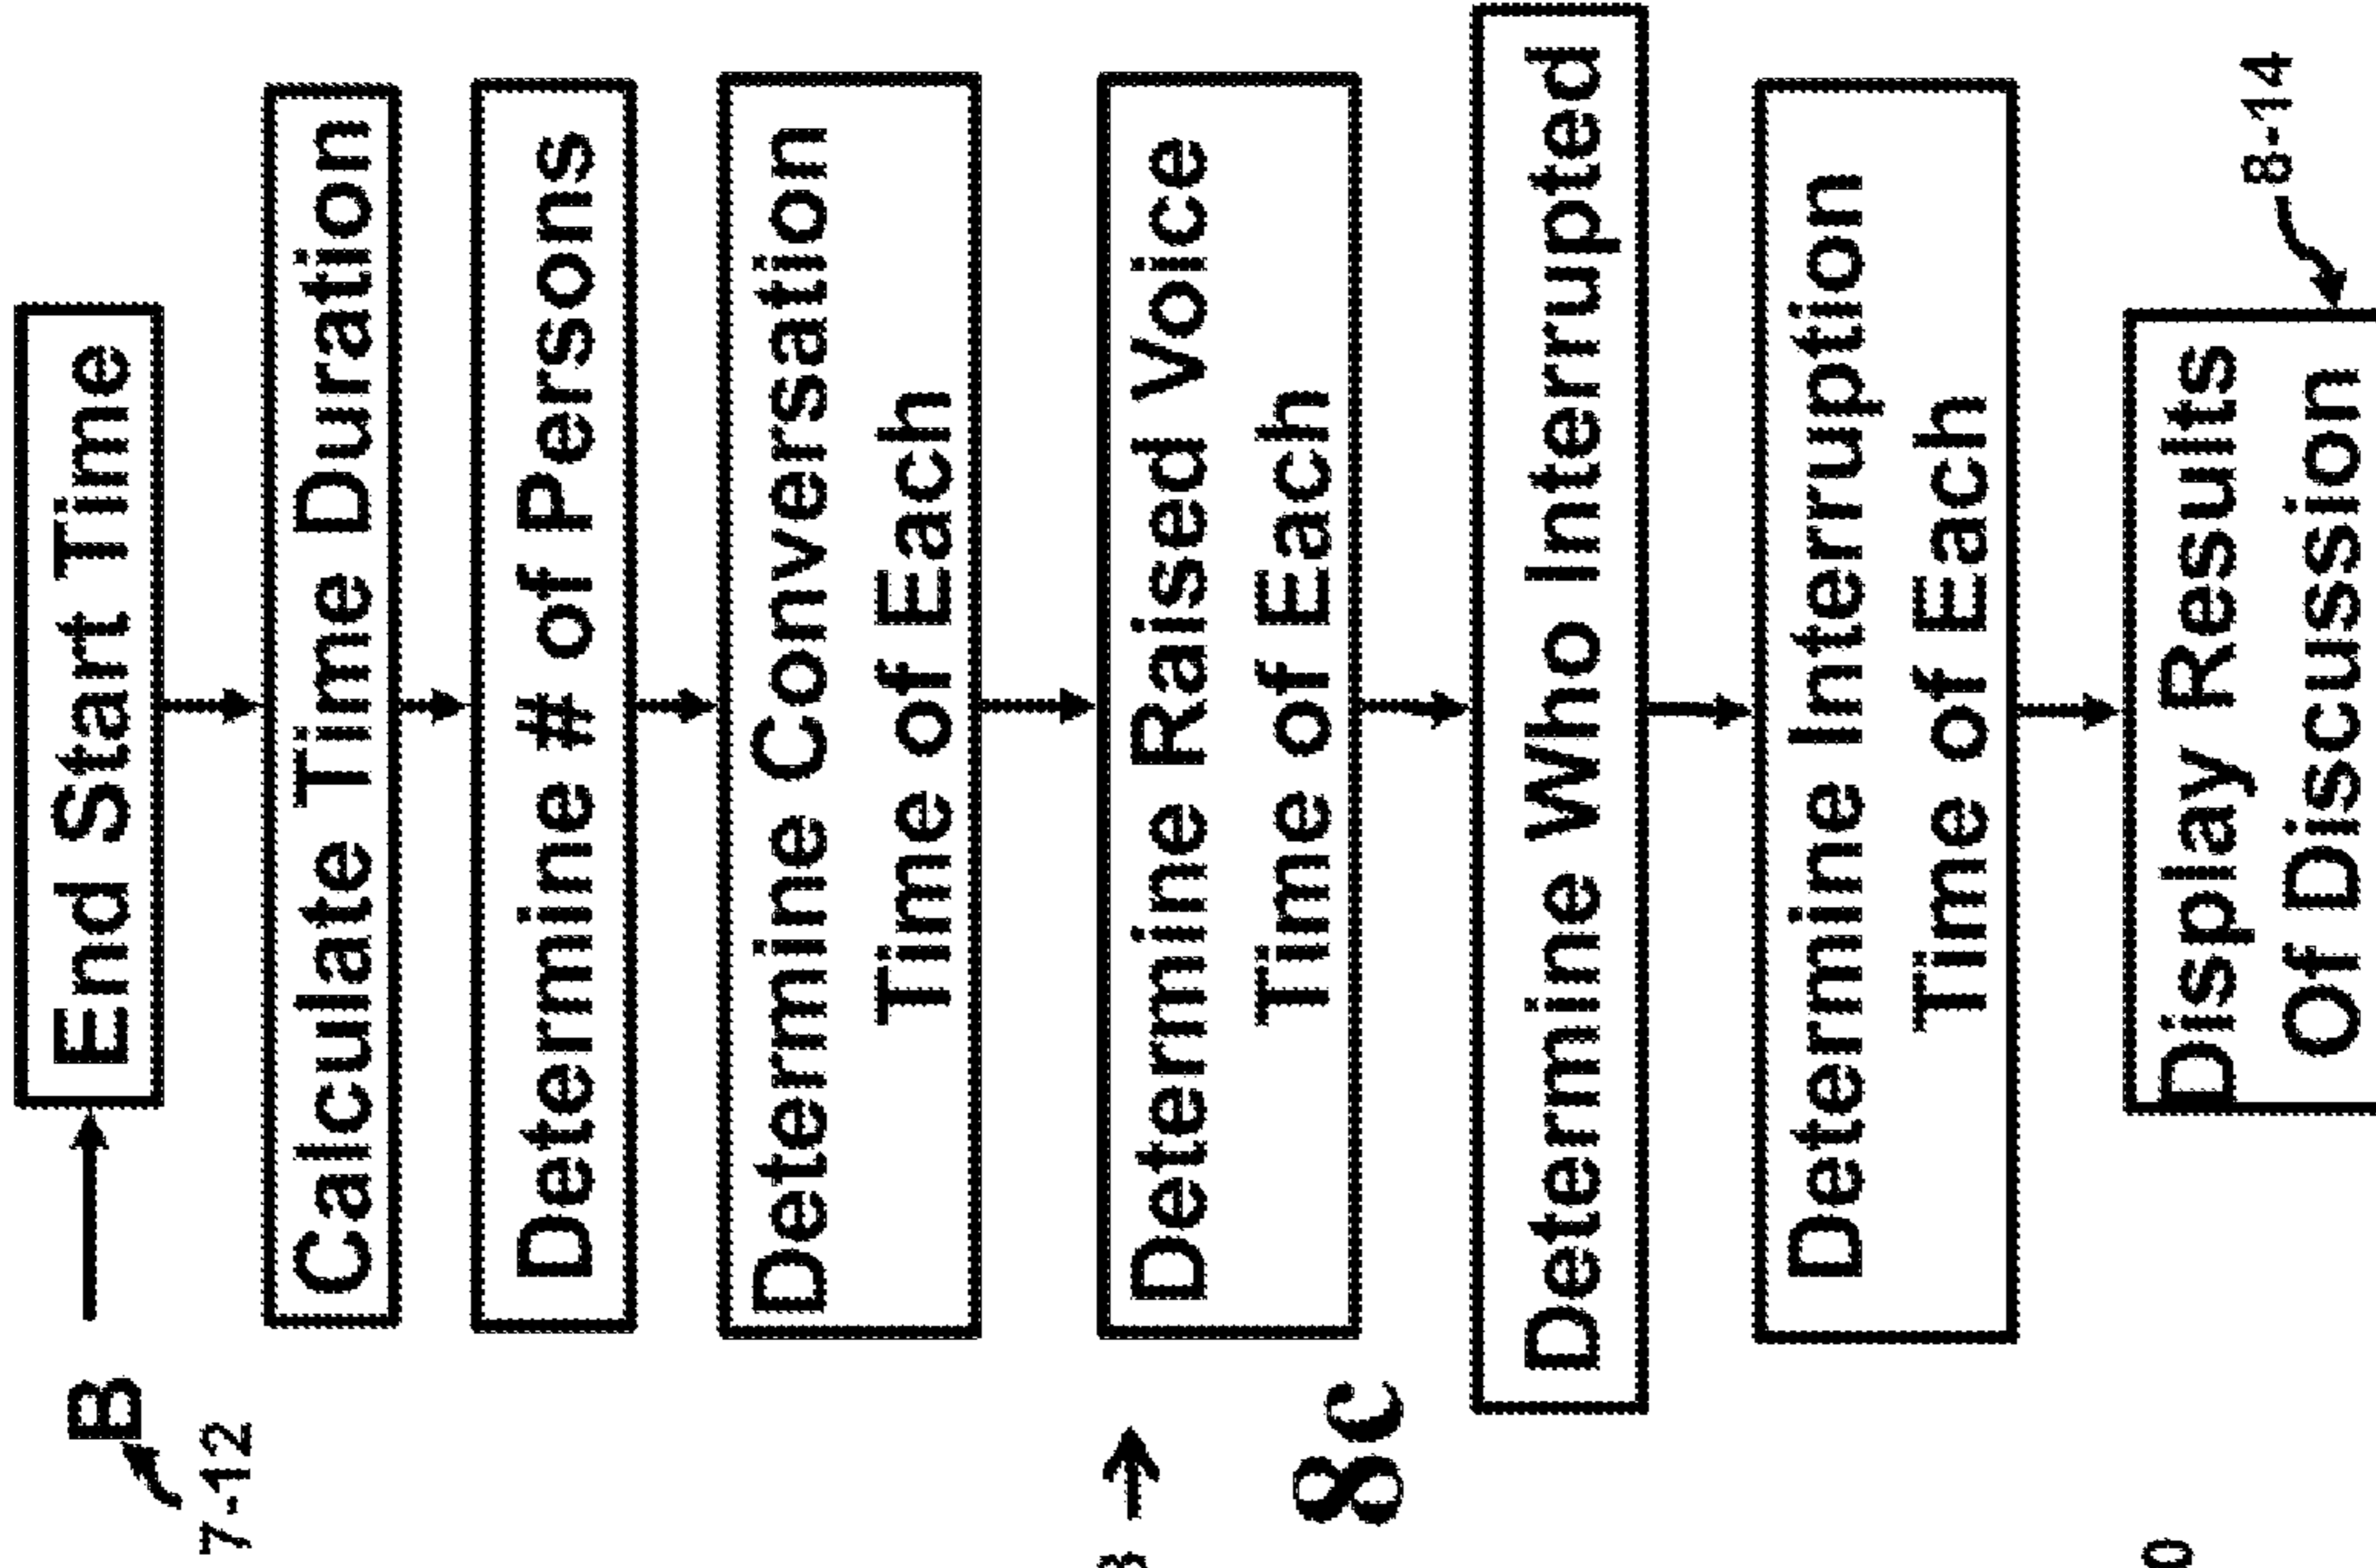 B
7-12
End Start Time
Calculate Time Duration
Determine # of Persons
Determine Conversation
Time of Each
Determine Raised Voice
Time of Each
8c
Determine Who Interrupted
Determine Interruption
Time of Each
Display Results
Of Discussion
8-14